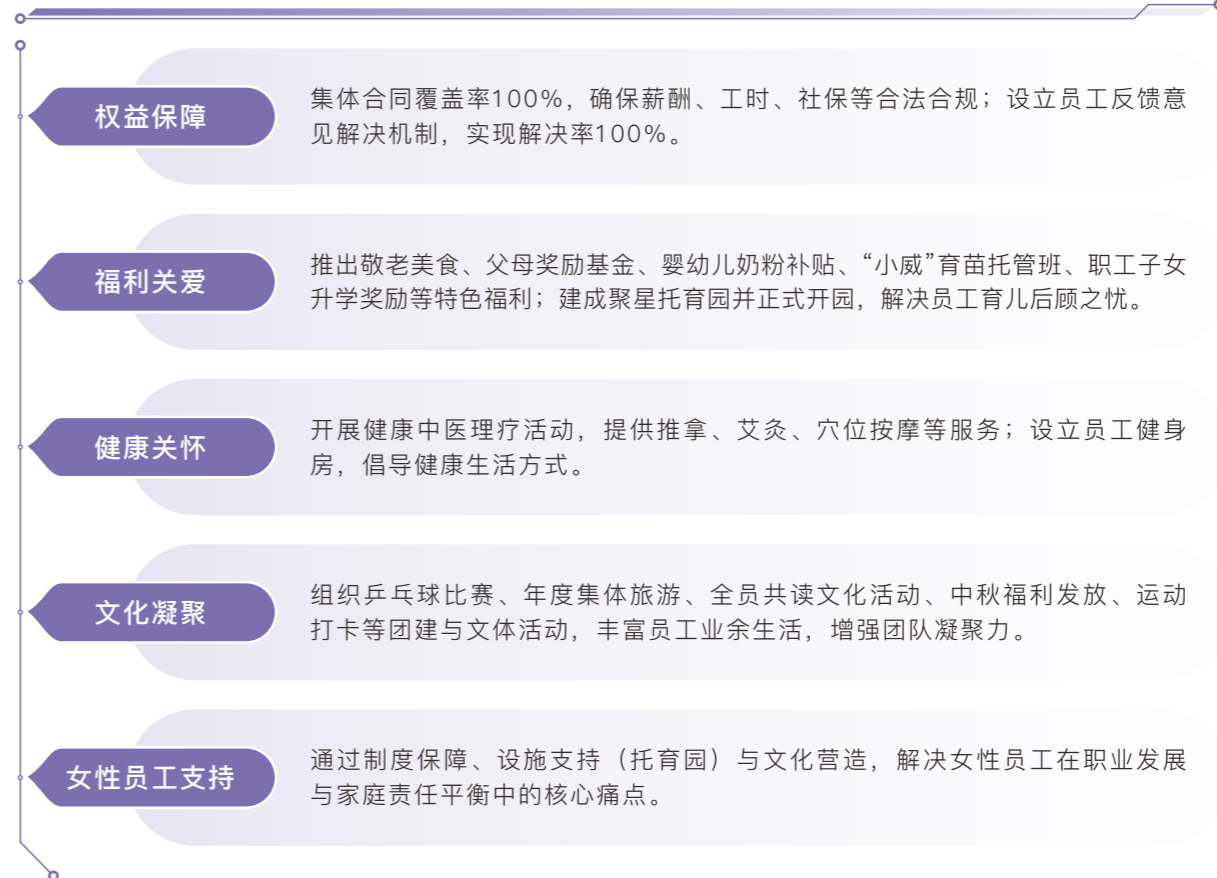 权益保障
集体合同覆盖率100%，确保薪酬、工时、社保等合法合规；设立员工反馈意
见解决机制，实现解决率100%。
福利关爱
推出敬老美食、父母奖励基金、婴幼儿奶粉补贴、“小威”育苗托管班、职工子女
升学奖励等特色福利；建成聚星托育园并正式开园，解决员工育儿后顾之忧。
健康关怀
开展健康中医理疗活动，提供推拿、艾灸、穴位按摩等服务；设立员工健身
房，倡导健康生活方式。
文化凝聚
组织乒乓球比赛、年度集体旅游、全员共读文化活动、中秋福利发放、运动
打卡等团建与文体活动，丰富员工业余生活，增强团队凝聚力。
女性员工支持
通过制度保障、设施支持（托育园）与文化营造，解决女性员工在职业发展
与家庭责任平衡中的核心痛点。